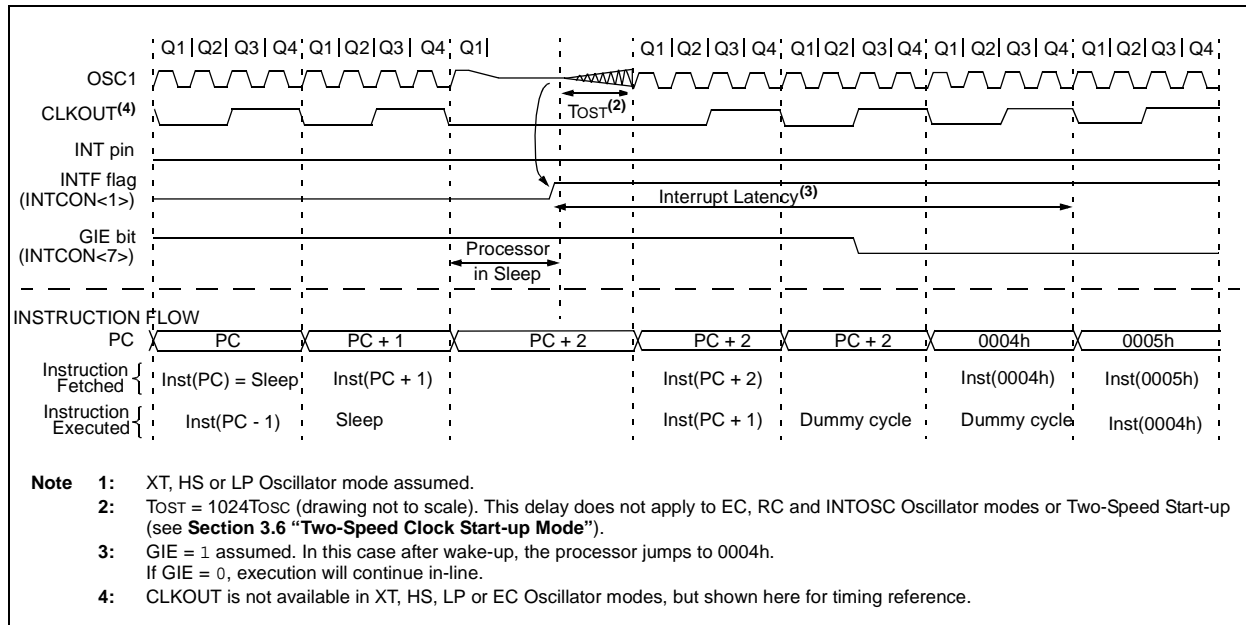 Q1 Q2 Q3 Q4 Q1 Q2 Q3 Q4 Q1 Q1 Q2 Q3 Q4 Q1 Q2 Q3 Q4 Q1 Q2 Q3 Q4 Q1 Q2 Q3 Q4
OSC1
CLKOUT(4)
TOST(2)
INT pin
INTF flag
(INTCON<1>)
Interrupt Latency(3)
GIE bit
(INTCON<7>)
Processor
in Sleep
INSTRUCTION FLOW
PC PC PC + 1 PC + 2 PC + 2 PC + 2 0004h 0005h
Instruction
Fetched
Inst(PC) = Sleep Inst(PC + 1) Inst(PC + 2) Inst(0004h) Inst(0005h)
Instruction
Executed
Inst(PC - 1) Sleep Inst(PC + 1) Dummy cycle Dummy cycle Inst(0004h)
Note 1: XT, HS or LP Oscillator mode assumed.
2: TOST = 1024TOSC (drawing not to scale). This delay does not apply to EC, RC and INTOSC Oscillator modes or Two-Speed Start-up
(see Section 3.6 “Two-Speed Clock Start-up Mode”).
3: GIE = 1 assumed. In this case after wake-up, the processor jumps to 0004h.
If GIE = 0, execution will continue in-line.
4: CLKOUT is not available in XT, HS, LP or EC Oscillator modes, but shown here for timing reference.